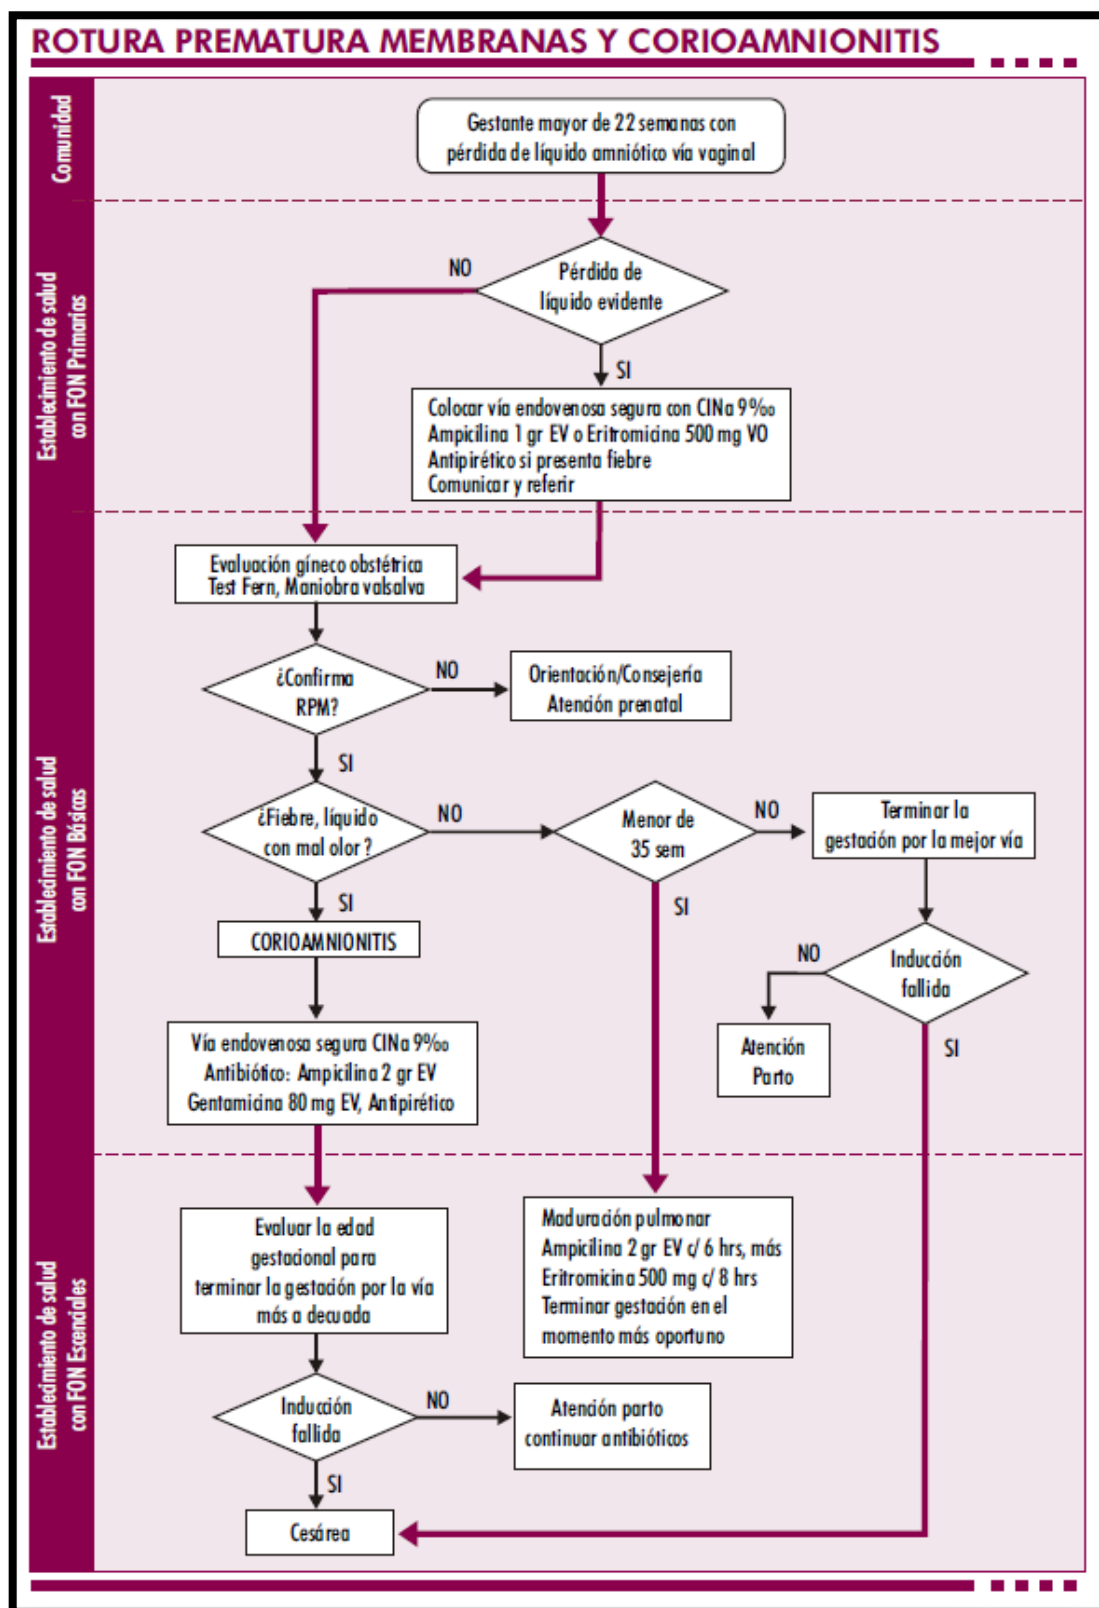 ROTURA PREMATURA MEMBRANAS Y CORIOAMNIONITIS
Comunidad
Gestante mayor de 22 semanas con
pérdida de líquido amniótico vía vaginal
Establecimiento de salud
con FON Primarias
Pérdida de
líquido evidente
NO
SI
Colocar vía endovenosa segura con ClNa 9‰
Ampicilina 1 gr EV o Eritromicina 500 mg VO
Antipirético si presenta fiebre
Comunicar y referir
Establecimiento de salud
con FON Básicas
Evaluación gíneco obstétrica
Test Fern, Maniobra valsalva
¿Confirma
RPM?
NO
Orientación/Consejería
Atención prenatal
SI
¿Fiebre, líquido
con mal olor?
NO
Menor de
35 sem
NO
Terminar la
gestación por la mejor vía
SI
SI
CORIOAMNIONITIS
Inducción
fallida
NO
SI
Atención
Parto
Vía endovenosa segura ClNa 9‰
Antibiótico: Ampicilina 2 gr EV
Gentamicina 80 mg EV, Antipirético
Establecimiento de salud
con FON Escenciales
Evaluar la edad
gestacional para
terminar la gestación por la vía
más a decuada
Maduración pulmonar
Ampicilina 2 gr EV c/ 6 hrs, más
Eritromicina 500 mg c/ 8 hrs
Terminar gestación en el
momento más oportuno
Inducción
fallida
NO
Atención parto
continuar antibióticos
SI
Cesárea